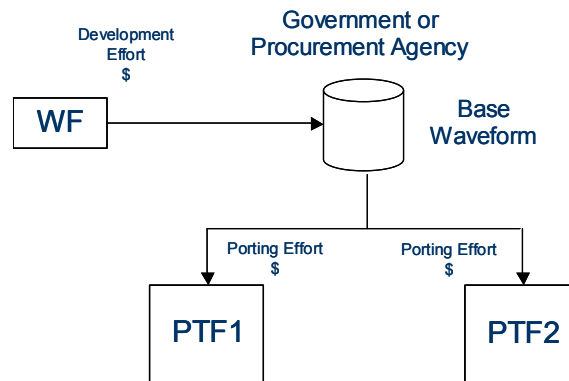 Development
Effort
$
Government or
Procurement Agency
WF
Base
Waveform
Porting Effort
$
Porting Effort
$
PTF1
PTF2